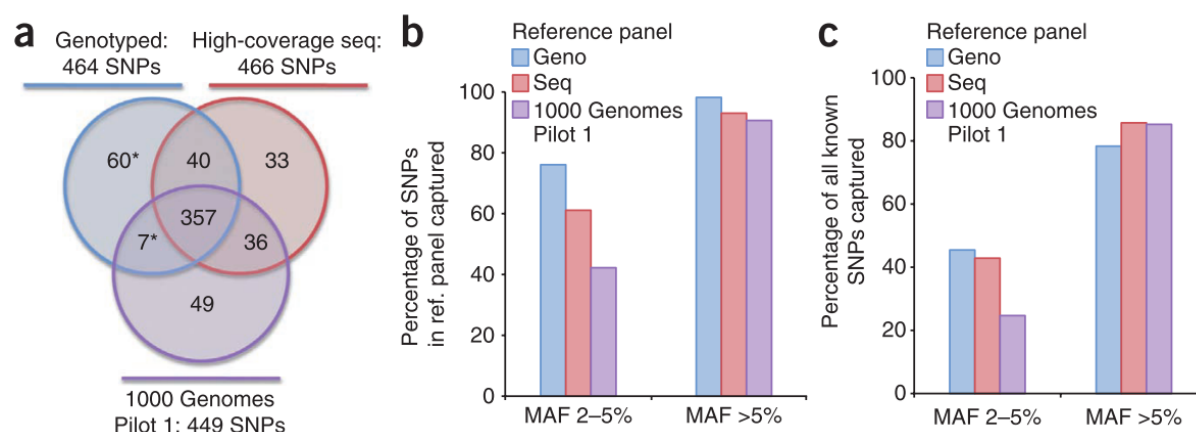 a
Genotyped:
464 SNPs
High-coverage seq:
466 SNPs
60*
40
33
357
7*
36
49
1000 Genomes
Pilot 1: 449 SNPs
b
Reference panel
Geno
Seq
1000 Genomes
Pilot 1
Percentage of SNPs
in ref. panel captured
100
80
60
40
20
0
MAF 2–5%
MAF >5%
c
Reference panel
Geno
Seq
1000 Genomes
Pilot 1
Percentage of all known
SNPs captured
100
80
60
40
20
0
MAF 2–5%
MAF >5%